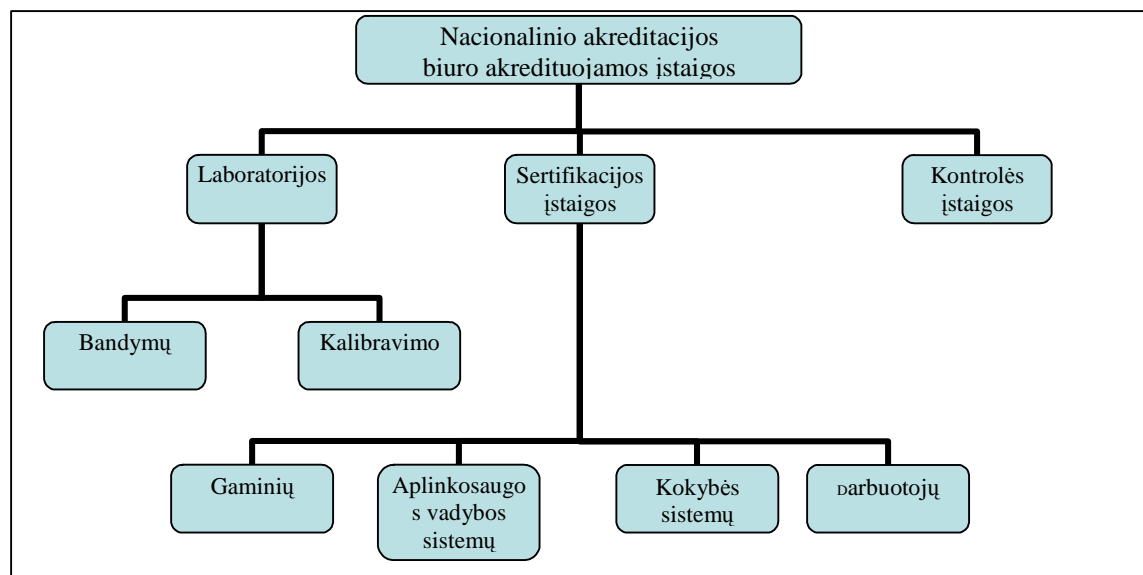 Nacionalinio akreditacijos
biuro akredituojamos įstaigos
Laboratorijos
Sertifikacijos
įstaigos
Kontrolės
įstaigos
Bandymų
Kalibravimo
Gaminių
Aplinkosaugo
s vadybos
sistemų
Kokybės
sistemų
Darbuotojų